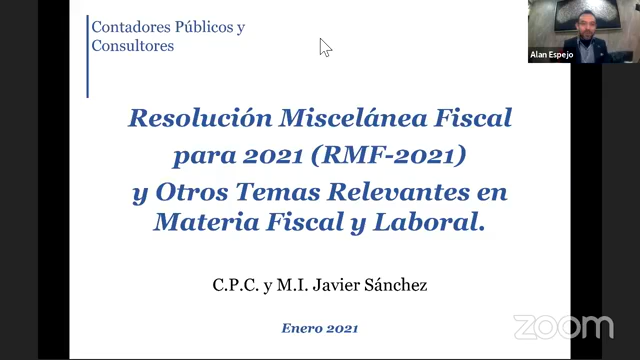 Contadores Públicos y
Consultores
Alan Espejo
Resolución Miscelánea Fiscal
para 2021 (RMF-2021)
y Otros Temas Relevantes en
Materia Fiscal y Laboral.
C.P.C. y M.I. Javier Sánchez
Enero 2021
zoom